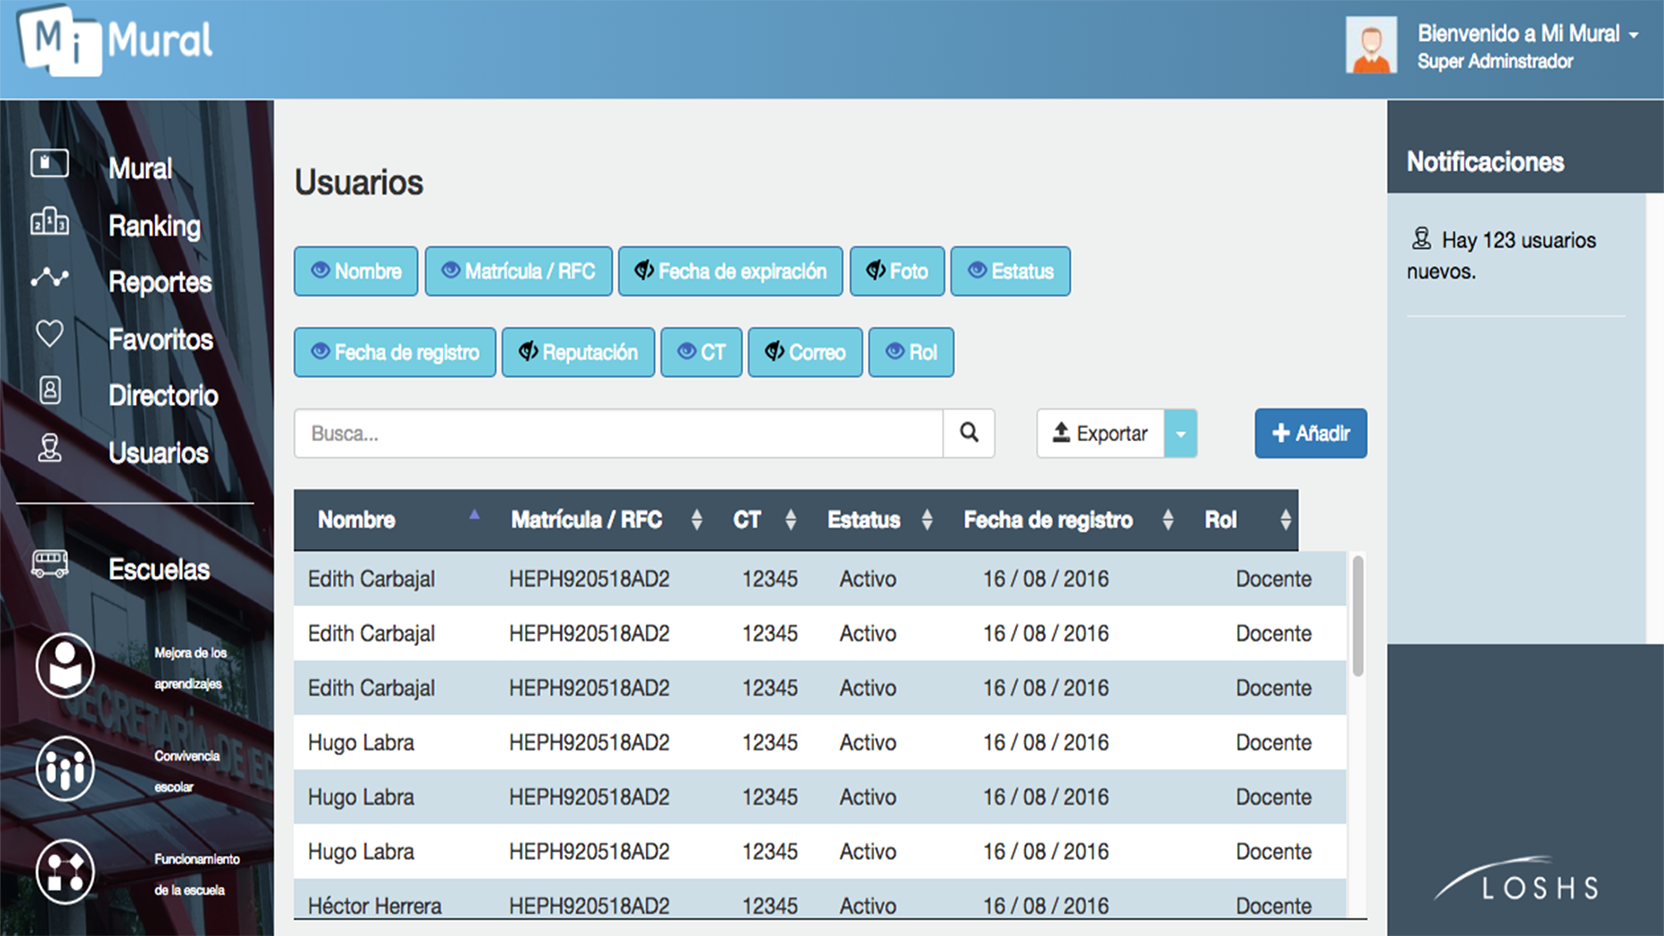 Mi Mural
Bienvenido a Mi Mural
Super Adminstrador
Mural
Ranking
Reportes
Favoritos
Directorio
Usuarios
Escuelas
Mejora de los
aprendizajes
Convivencia
escolar
Funcionamiento
de la escuela
SECRETARÍA DE ED
Usuarios
Nombre Matrícula / RFC Fecha de expiración Foto Estatus
Fecha de registro Reputación CT Correo Rol
Busca... Exportar Añadir
Nombre Matrícula / RFC CT Estatus Fecha de registro Rol
Edith Carbajal HEPH920518AD2 12345 Activo 16 / 08 / 2016 Docente
Edith Carbajal HEPH920518AD2 12345 Activo 16 / 08 / 2016 Docente
Edith Carbajal HEPH920518AD2 12345 Activo 16 / 08 / 2016 Docente
Hugo Labra HEPH920518AD2 12345 Activo 16 / 08 / 2016 Docente
Hugo Labra HEPH920518AD2 12345 Activo 16 / 08 / 2016 Docente
Hugo Labra HEPH920518AD2 12345 Activo 16 / 08 / 2016 Docente
Héctor Herrera HEPH920518AD2 12345 Activo 16 / 08 / 2016 Docente
Notificaciones
Hay 123 usuarios
nuevos.
LOSHS